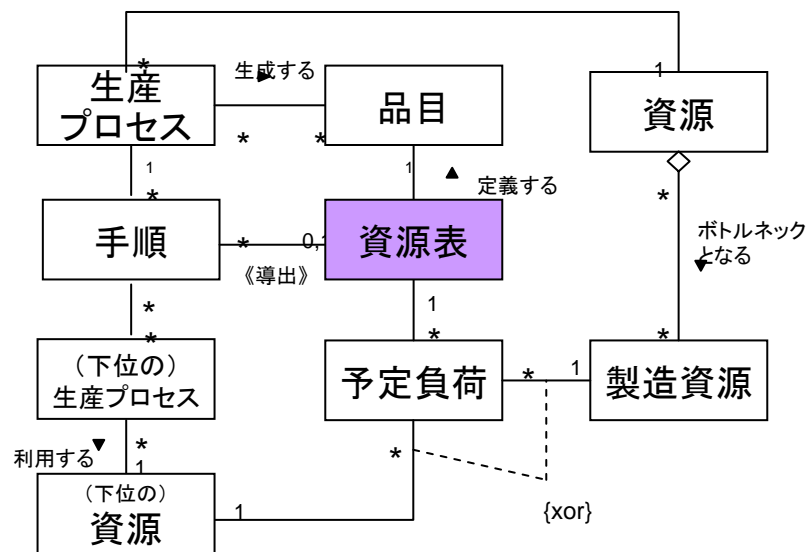 *
生成する
▶
1
生産
プロセス
品目
資源
*
*
1
1
▲
定義する
*
*
手順
*
0,1
資源表
ボトルネック
となる
▼
《導出》
1
*
*
*
*
(下位の)
生産プロセス
予定負荷
*
1
製造資源
利用する
▼
*
1
*
(下位の)
資源
1
{xor}